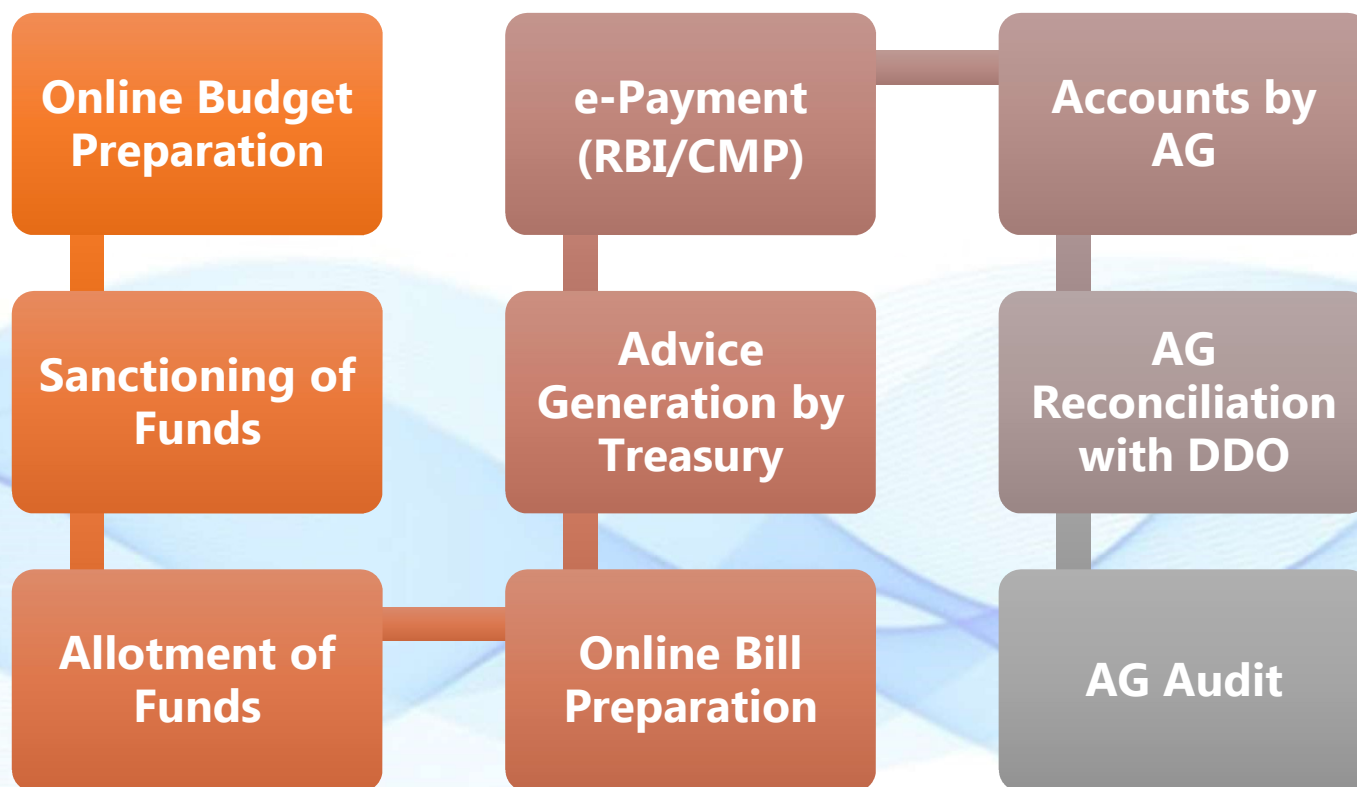 Online Budget
Preparation
Sanctioning of
Funds
Allotment of
Funds
Online Bill
Preparation
Advice
Generation by
Treasury
e-Payment
(RBI/CMP)
Accounts by
AG
AG
Reconciliation
with DDO
AG Audit